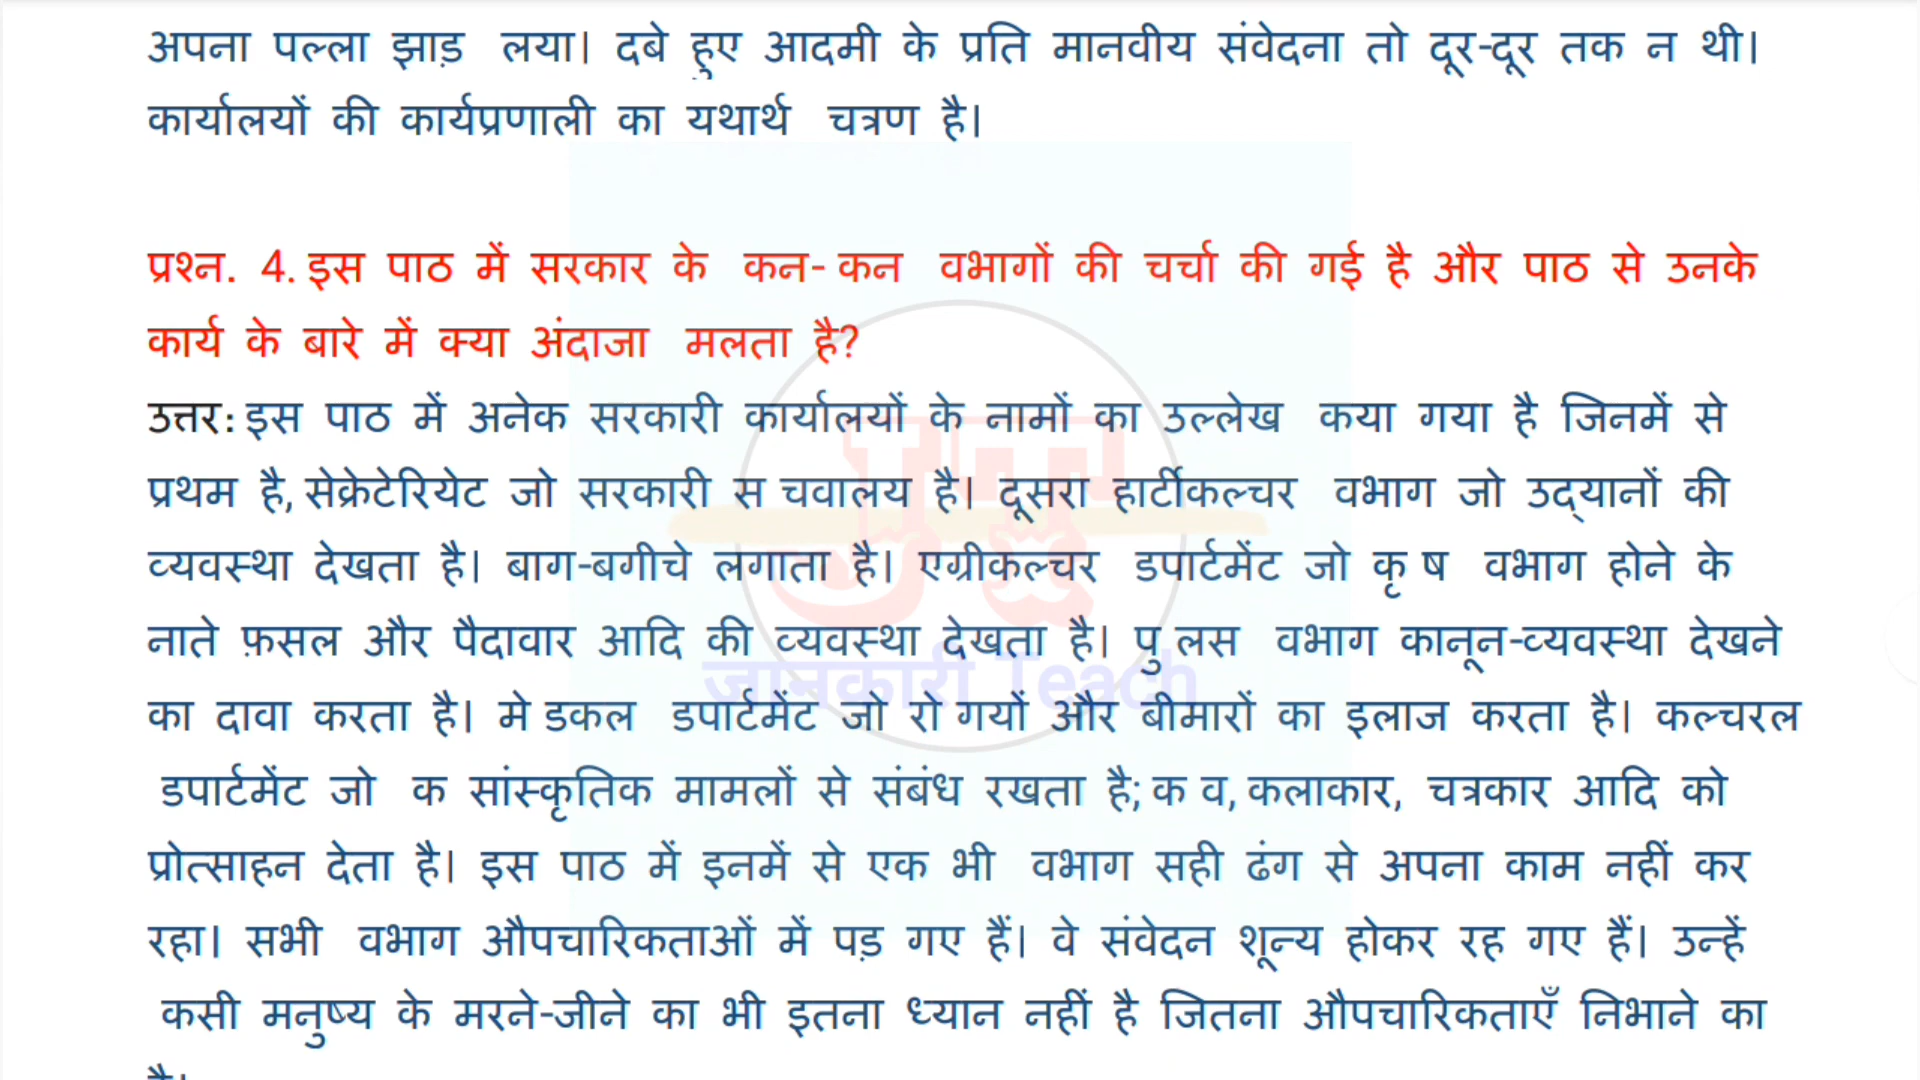 अपना पल्ला झाड़ लया। दबे हुए आदमी के प्रति मानवीय संवेदना तो दूर-दूर तक न थी।
कार्यालयों की कार्यप्रणाली का यथार्थ चत्रण है।
प्रश्न. 4. इस पाठ में सरकार के कन- कन वभागों की चर्चा की गई है और पाठ से उनके
कार्य के बारे में क्या अंदाजा मलता है?
उत्तर: इस पाठ में अनेक सरकारी कार्यालयों के नामों का उल्लेख कया गया है जिनमें से
प्रथम है, सेक्रेटेरियेट जो सरकारी स चवालय है। दूसरा हार्टीकल्चर वभाग जो उद्यानों की
व्यवस्था देखता है। बाग-बगीचे लगाता है। एग्रीकल्चर डपार्टमेंट जो कृ ष वभाग होने के
नाते फ़सल और पैदावार आदि की व्यवस्था देखता है। पु लस वभाग कानून-व्यवस्था देखने
का दावा करता है। मे डकल डपार्टमेंट जो रो गयों और बीमारों का इलाज करता है। कल्चरल
डपार्टमेंट जो क सांस्कृतिक मामलों से संबंध रखता है; क व, कलाकार, चत्रकार आदि को
प्रोत्साहन देता है। इस पाठ में इनमें से एक भी वभाग सही ढंग से अपना काम नहीं कर
रहा। सभी वभाग औपचारिकताओं में पड़ गए हैं। वे संवेदन शून्य होकर रह गए हैं। उन्हें
कसी मनुष्य के मरने-जीने का भी इतना ध्यान नहीं है जितना औपचारिकताएँ निभाने का
है।
जानकारी Teach